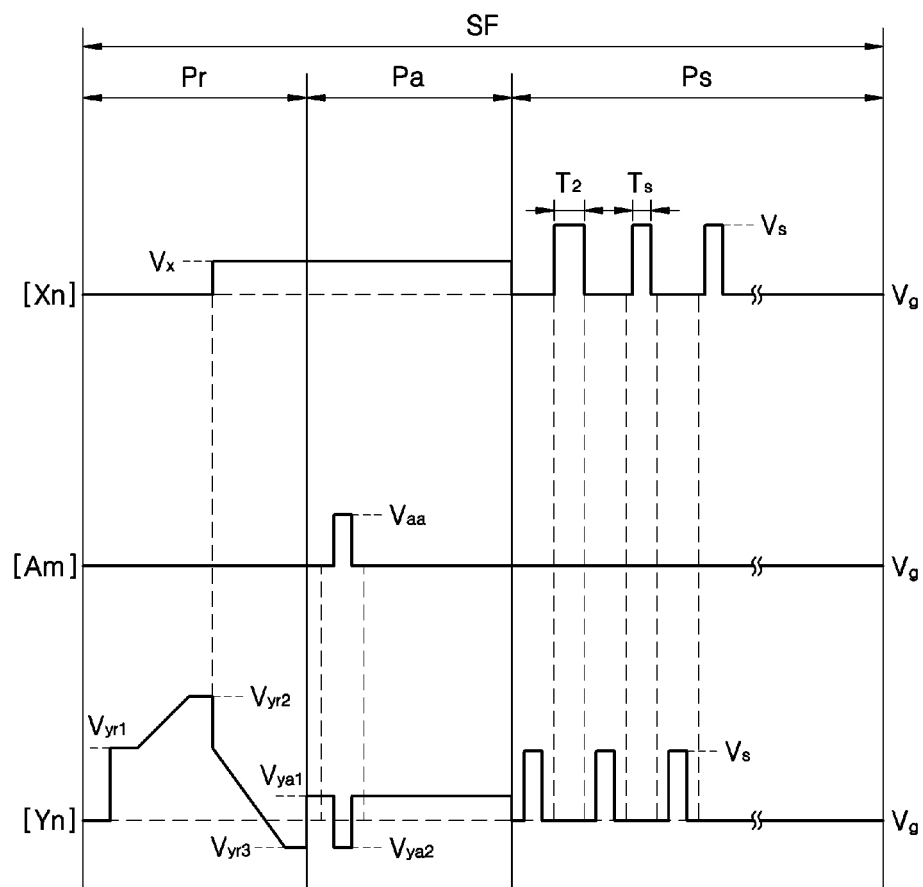 SF
Pr Pa Ps
T2 Ts
Vs
Vx
[Xn] Vg
Vaa
[Am] Vg
Vyr2
Vyr1
Vs
Vya1
[Yn] Vg
Vyr3 Vya2